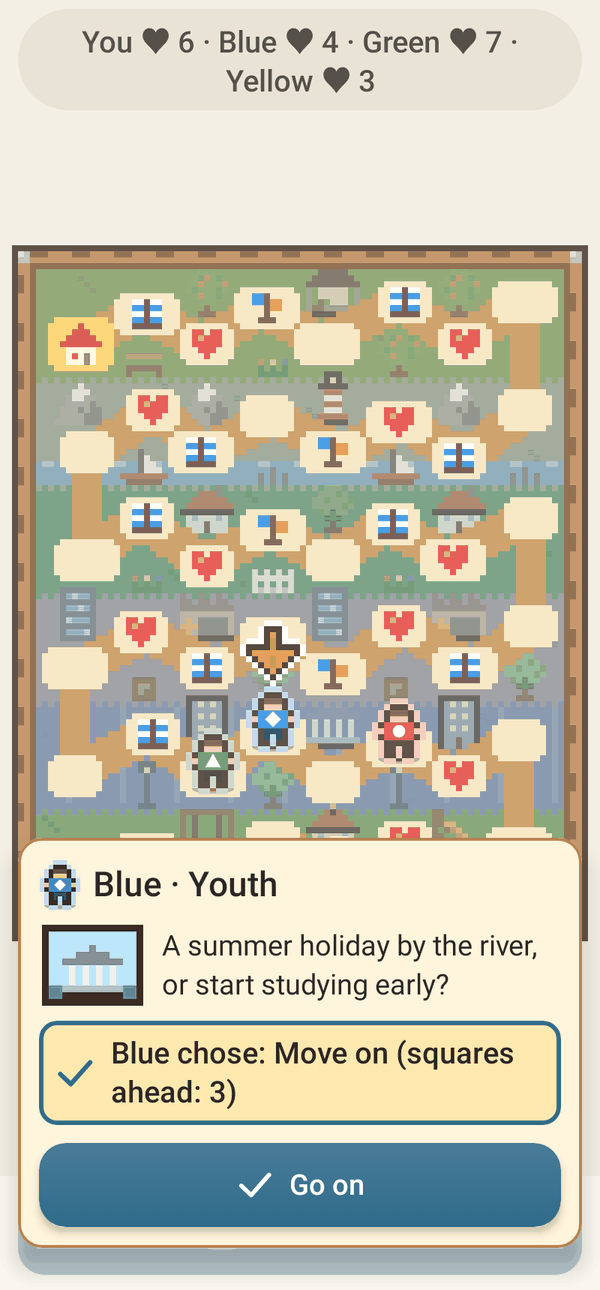 You ♥ 6 · Blue ♥ 4 · Green ♥ 7 ·
Yellow ♥ 3
Blue · Youth
A summer holiday by the river,
or start studying early?
Blue chose: Move on (squares
ahead: 3)
Go on